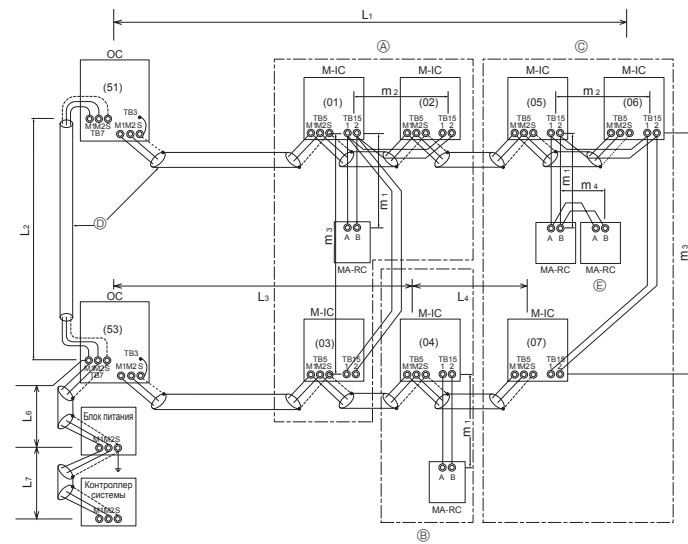 L1
OC
(51)
TB3
M1M2S
TB7
M1M2S
A
C
M-IC
(01)
TB5
M1M2S
TB15
1 2
m2
M-IC
(02)
TB5
M1M2S
TB15
1 2
M-IC
(05)
TB5
M1M2S
TB15
1 2
m2
M-IC
(06)
TB5
M1M2S
TB15
1 2
L2
D
m1
m3
A B
MA-RC
m1
m4
A B
MA-RC
A B
MA-RC
E
m3
L3
L4
OC
(53)
TB3
M1M2S
TB7
M1M2S
M-IC
(03)
TB5
M1M2S
TB15
1 2
M-IC
(04)
TB5
M1M2S
TB15
1 2
M-IC
(07)
TB5
M1M2S
TB15
1 2
L6
Блок питания
M1M2S
m1
L7
Контроллер
системы
M1M2S
A B
MA-RC
B